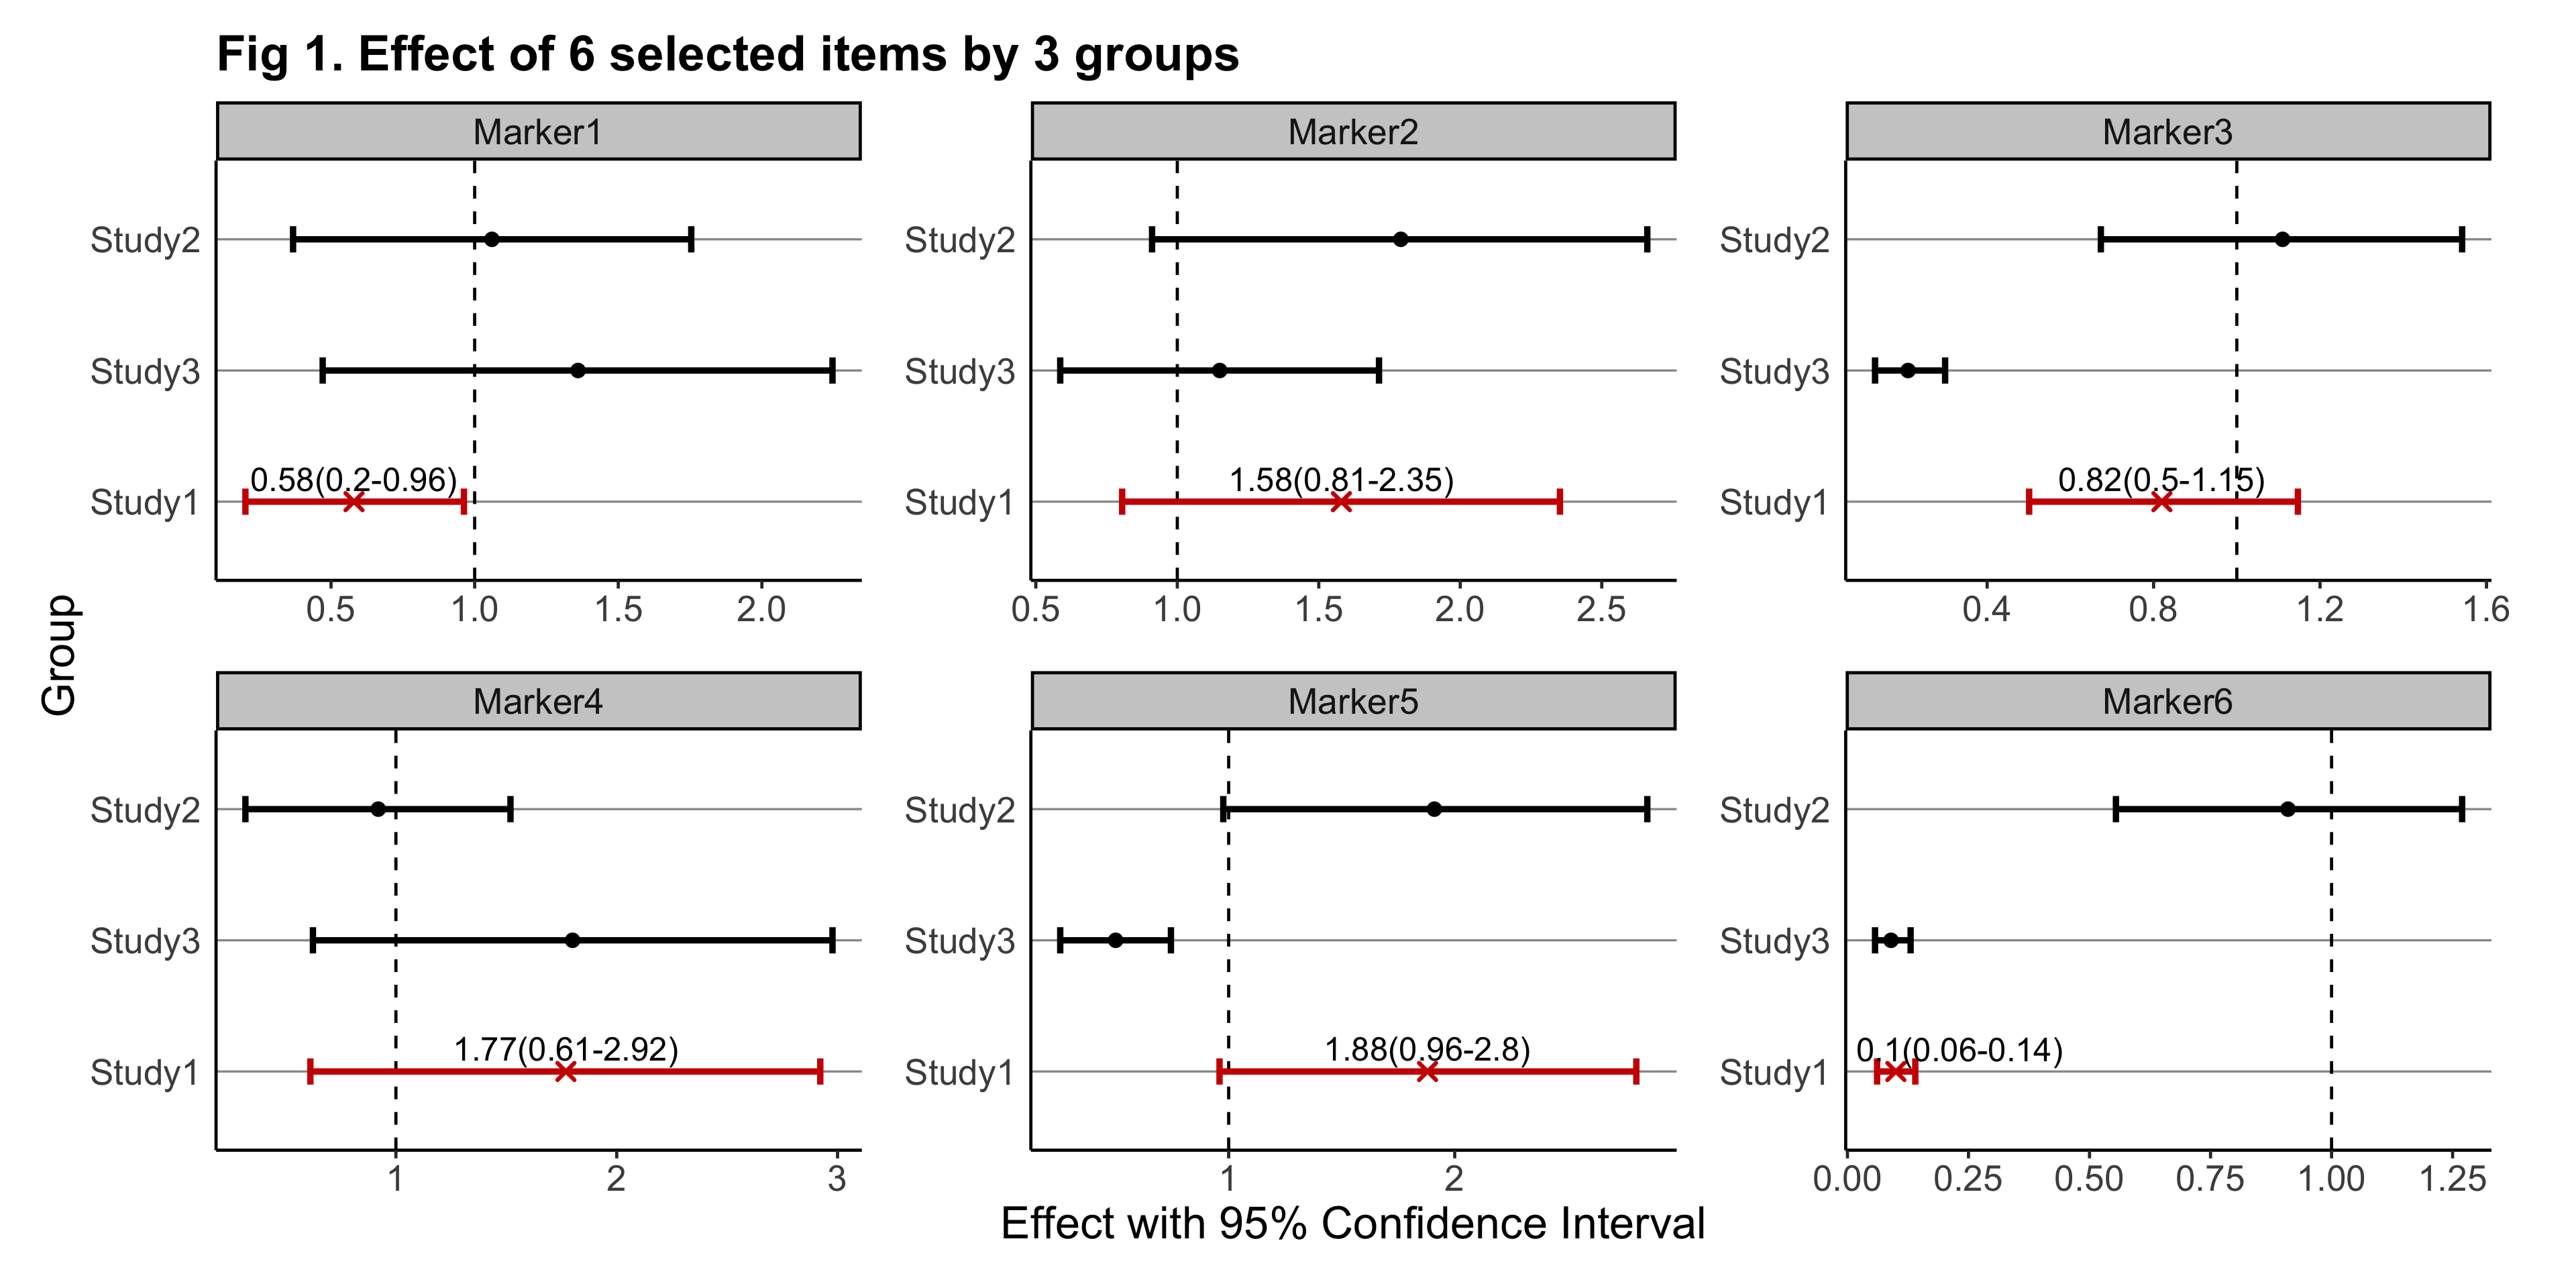 Fig 1. Effect of 6 selected items by 3 groups
Marker1
Study2
Study3
0.58(0.2-0.96)
Study1
0.5 1.0 1.5 2.0
Marker2
Study2
Study3
1.58(0.81-2.35)
Study1
0.5 1.0 1.5 2.0 2.5
Marker3
Study2
Study3
0.82(0.5-1.15)
Study1
0.4 0.8 1.2 1.6
Group
Marker4
Study2
Study3
1.77(0.61-2.92)
Study1
1 2 3
Marker5
Study2
Study3
1.88(0.96-2.8)
Study1
1 2
Marker6
Study2
Study3
0.1(0.06-0.14)
Study1
0.00 0.25 0.50 0.75 1.00 1.25
Effect with 95% Confidence Interval